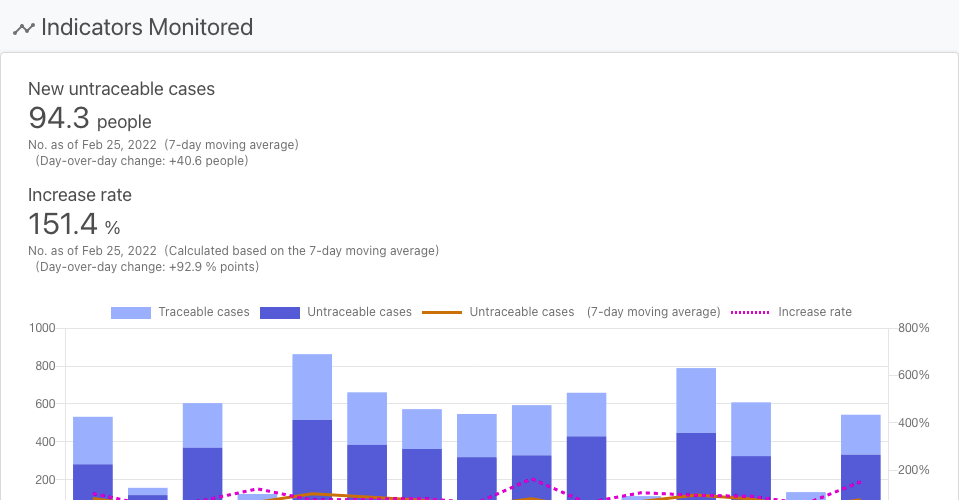 Indicators Monitored
New untraceable cases
94.3 people
No. as of Feb 25, 2022 (7-day moving average)
(Day-over-day change: +40.6 people)
Increase rate
151.4 %
No. as of Feb 25, 2022 (Calculated based on the 7-day moving average)
(Day-over-day change: +92.9 % points)
Traceable cases Untraceable cases Untraceable cases (7-day moving average) Increase rate
1000 800%
800
600 600%
400 400%
200 200%